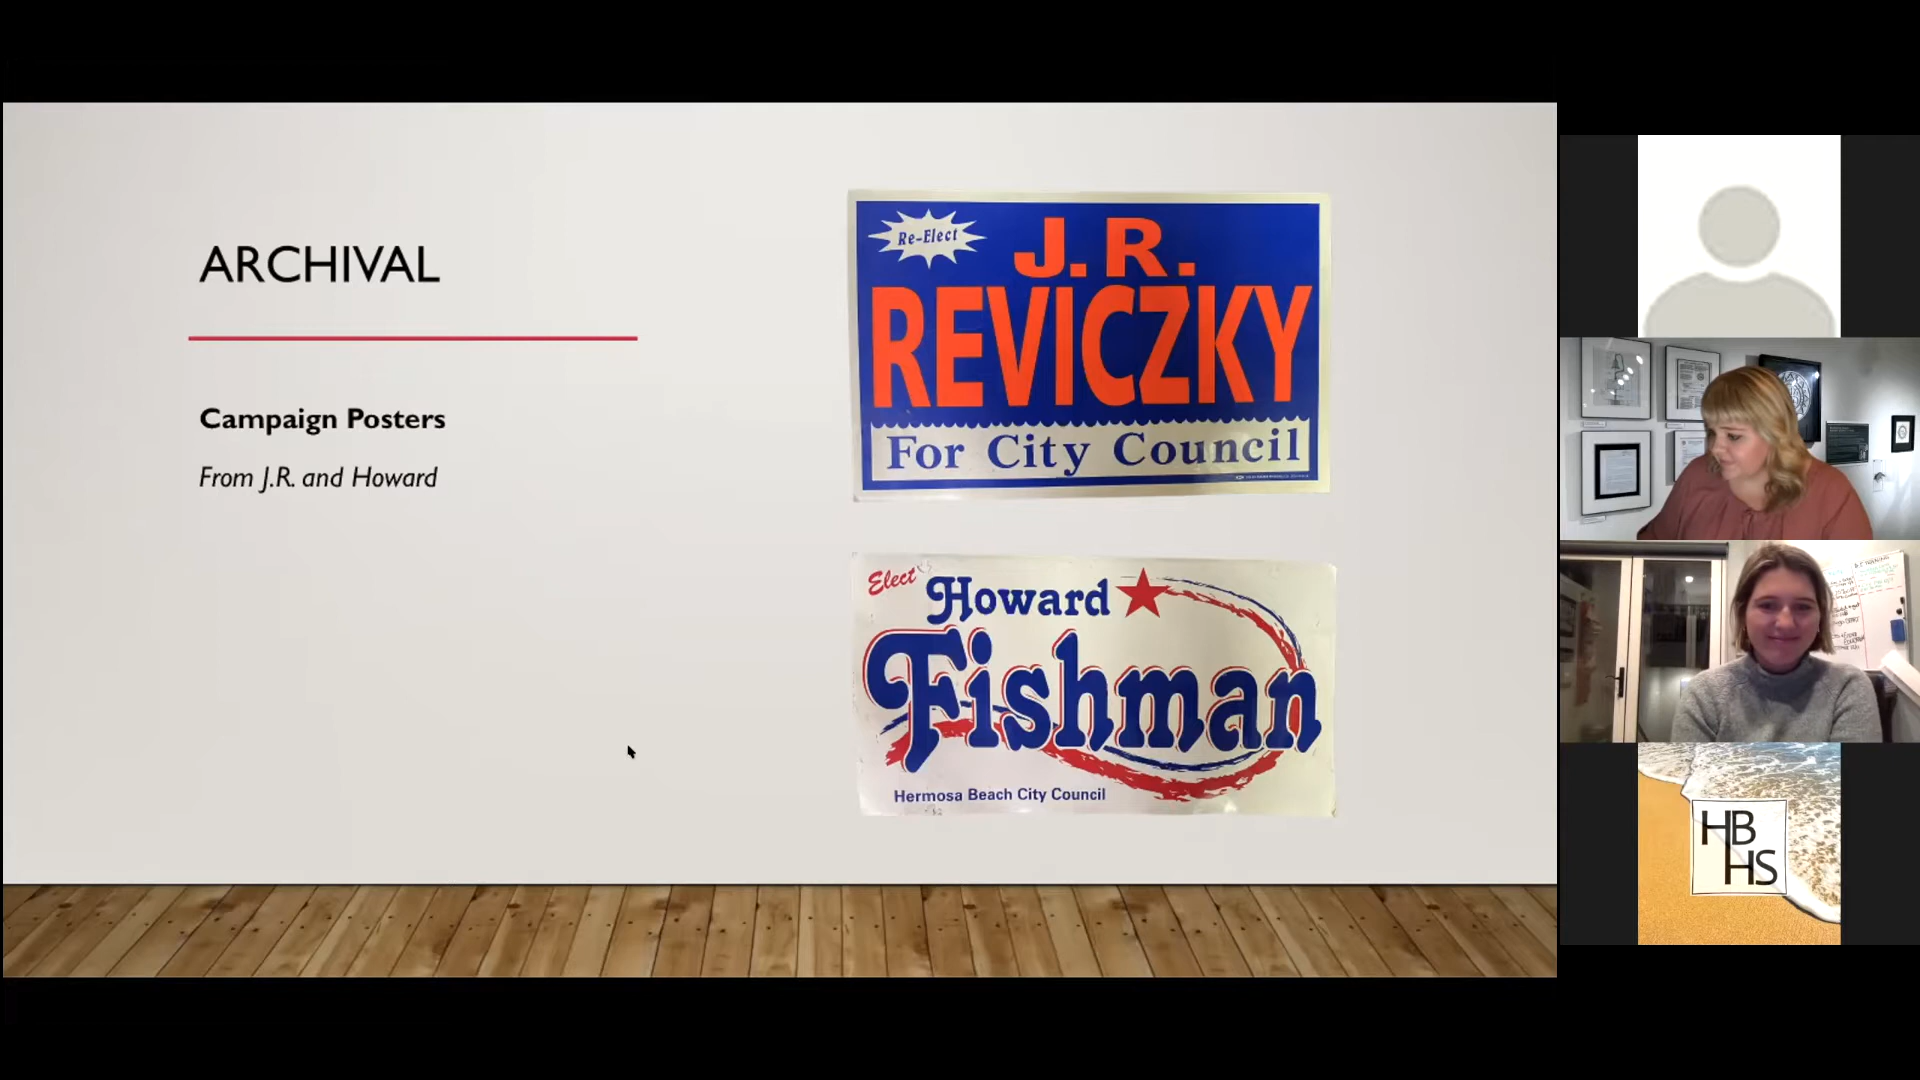 ARCHIVAL
Campaign Posters
From J.R. and Howard
Re-Elect
J.R.
REVICZKY
For City Council
Elect
Howard
Fishman
Hermosa Beach City Council
HB
HS